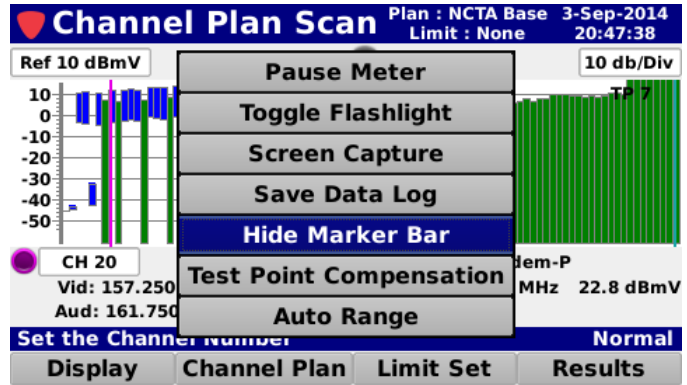 Channel Plan Scan
Plan : NCTA Base 3-Sep-2014
Limit : None 20:47:38
Ref 10 dBmV
10 db/Div
Pause Meter
Toggle Flashlight
Screen Capture
Save Data Log
Hide Marker Bar
Test Point Compensation
Auto Range
10
0
-10
-20
-30
-40
-50
TP 7
CH 20
Vid: 157.250
Aud: 161.750
dem-P
MHz 22.8 dBmV
Set the Channel Number
Normal
Display
Channel Plan
Limit Set
Results